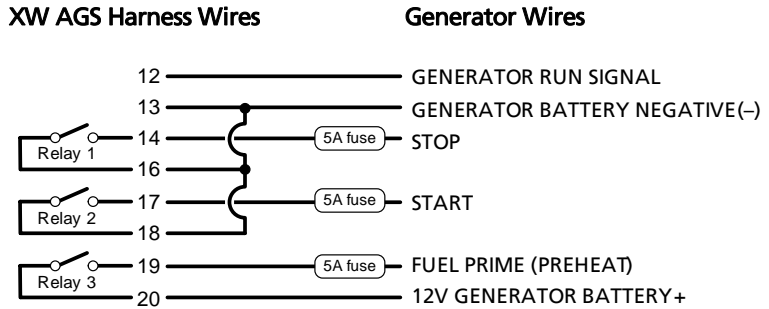 XW AGS Harness Wires Generator Wires
12 GENERATOR RUN SIGNAL
13 GENERATOR BATTERY NEGATIVE(–)
14 5A fuse STOP
Relay 1
16
17 5A fuse START
Relay 2
18
19 5A fuse FUEL PRIME (PREHEAT)
Relay 3
20 12V GENERATOR BATTERY+